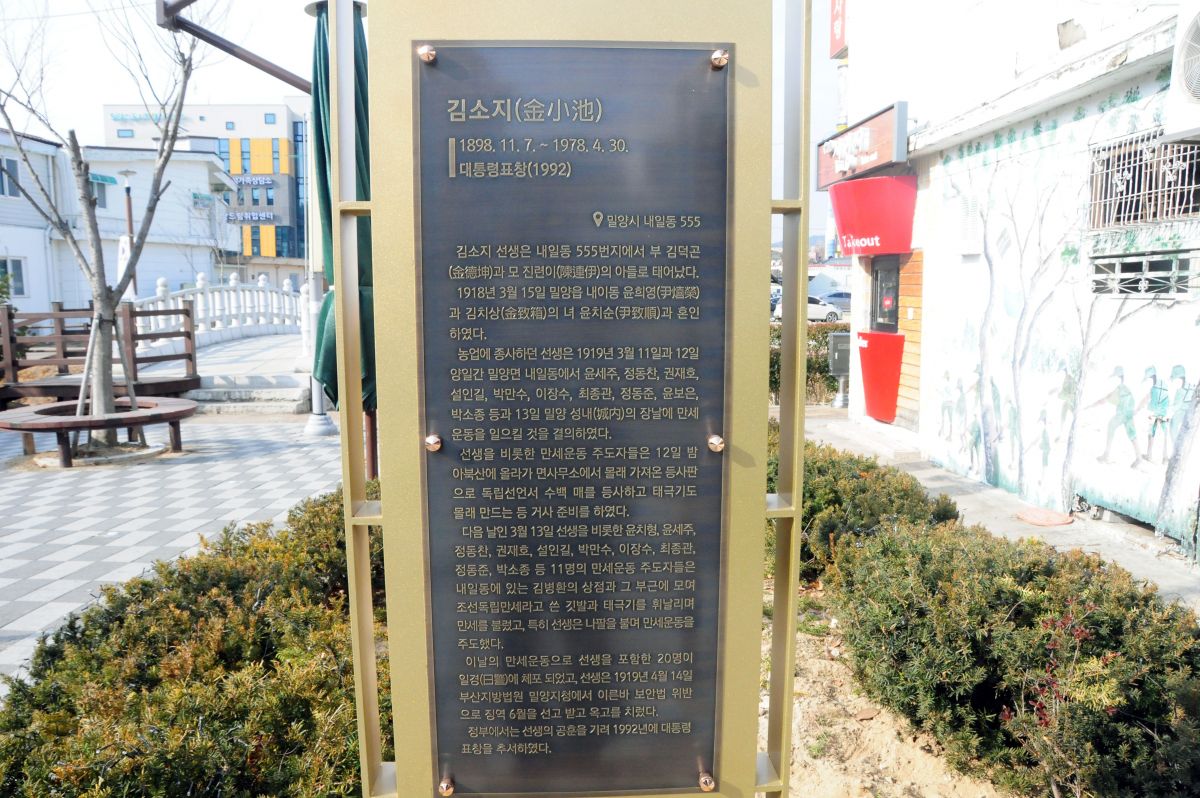 김소지(金小池)
1898. 11. 7. ~ 1978. 4. 30.
대통령표창(1992)
밀양시 내일동 555
김소지 선생은 내일동 555번지에서 부 김덕곤
(金德坤)과 모 진련이(陳連伊)의 아들로 태어났다.
1918년 3월 15일 밀양읍 내이동 윤희영(尹熺榮)
과 김치상(金致箱)의 녀 윤치순(尹致順)과 혼인
하였다.
농업에 종사하던 선생은 1919년 3월 11일과 12일
양일간 밀양면 내일동에서 윤세주, 정동찬, 권재호,
설인길, 박만수, 이장수, 최종관, 정동준, 윤보은,
박소종 등과 13일 밀양 성내(城内)의 장날에 만세
운동을 일으킬 것을 결의하였다.
선생을 비롯한 만세운동 주도자들은 12일 밤
아북산에 올라가 면사무소에서 몰래 가져온 등사판
으로 독립선언서 수백 매를 등사하고 태극기도
몰래 만드는 등 거사 준비를 하였다.
다음 날인 3월 13일 선생을 비롯한 윤치형, 윤세주,
정동찬, 권재호, 설인길, 박만수, 이장수, 최종관,
정동준, 박소종 등 11명의 만세운동 주도자들은
내일동에 있는 김병환의 상점과 그 부근에 모여
조선독립만세라고 쓴 깃발과 태극기를 휘날리며
만세를 불렀고, 특히 선생은 나팔을 불며 만세운동을
주도했다.
이날의 만세운동으로 선생을 포함한 20명이
일경(日警)에 체포 되었고, 선생은 1919년 4월 14일
부산지방법원 밀양지청에서 이른바 보안법 위반
으로 징역 6월을 선고 받고 옥고를 치렀다.
정부에서는 선생의 공훈을 기려 1992년에 대통령
표창을 추서하였다.
가족상담소
취업센터
Takeout